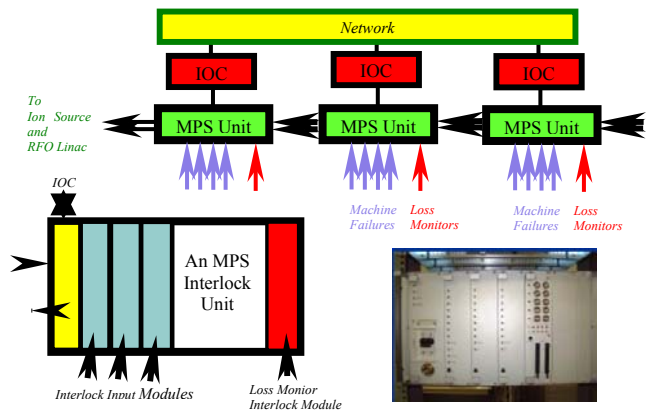 Network
IOC
IOC
IOC
To
Ion Source
and
RFO Linac
MPS Unit
MPS Unit
MPS Unit
Machine
Failures
Loss
Monitors
Machine
Failures
Loss
Monitors
IOC
An MPS
Interlock
Unit
Interlock Input Modules
Loss Monior
Interlock Module